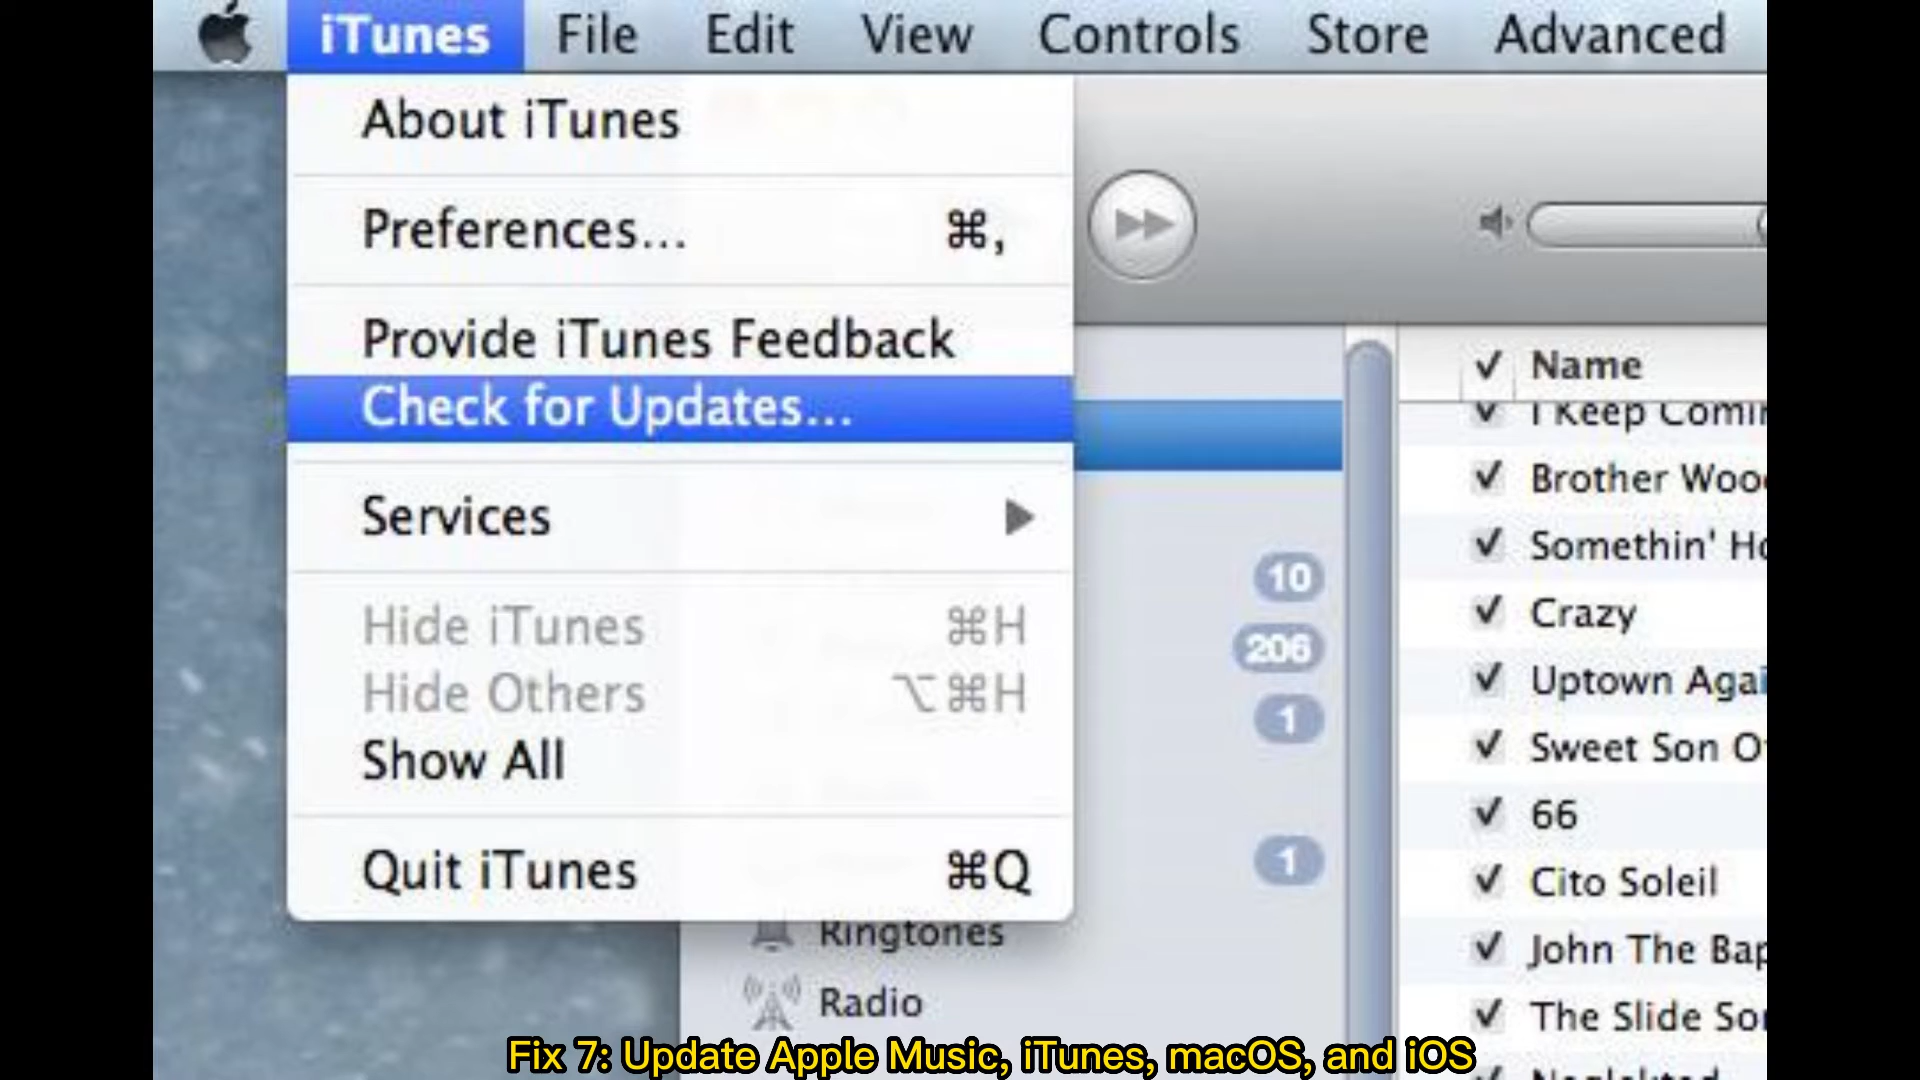 iTunes File Edit View Controls Store Advanced
About iTunes
Preferences... ⌘,
Provide iTunes Feedback
Check for Updates...
Services
Hide iTunes ⌘H
Hide Others ⌥⌘H
Show All
Quit iTunes ⌘Q
10
206
1
1
Ringtones
Radio
Name
I Keep Comin
Brother Woo
Somethin' Ho
Crazy
Uptown Agai
Sweet Son O
66
Cito Soleil
John The Bap
The Slide So
Fix 7: Update Apple Music, iTunes, macOS, and iOS